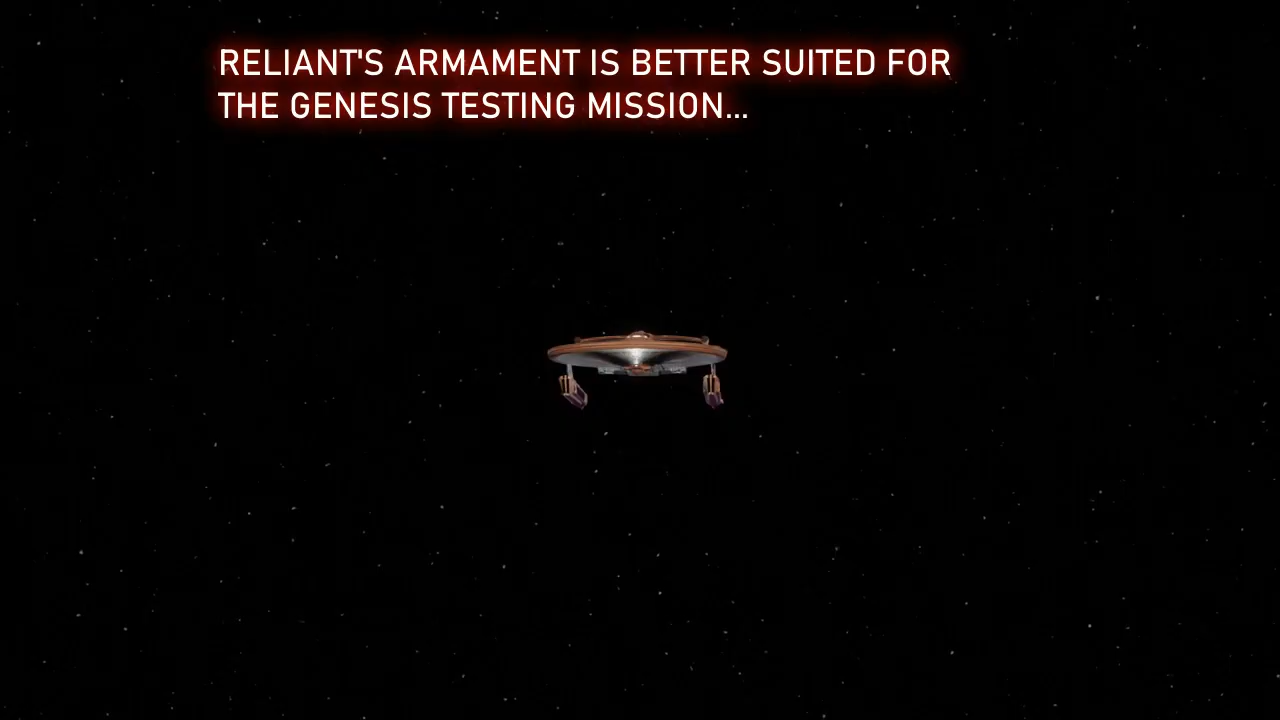 RELIANT'S ARMAMENT IS BETTER SUITED FOR
THE GENESIS TESTING MISSION...